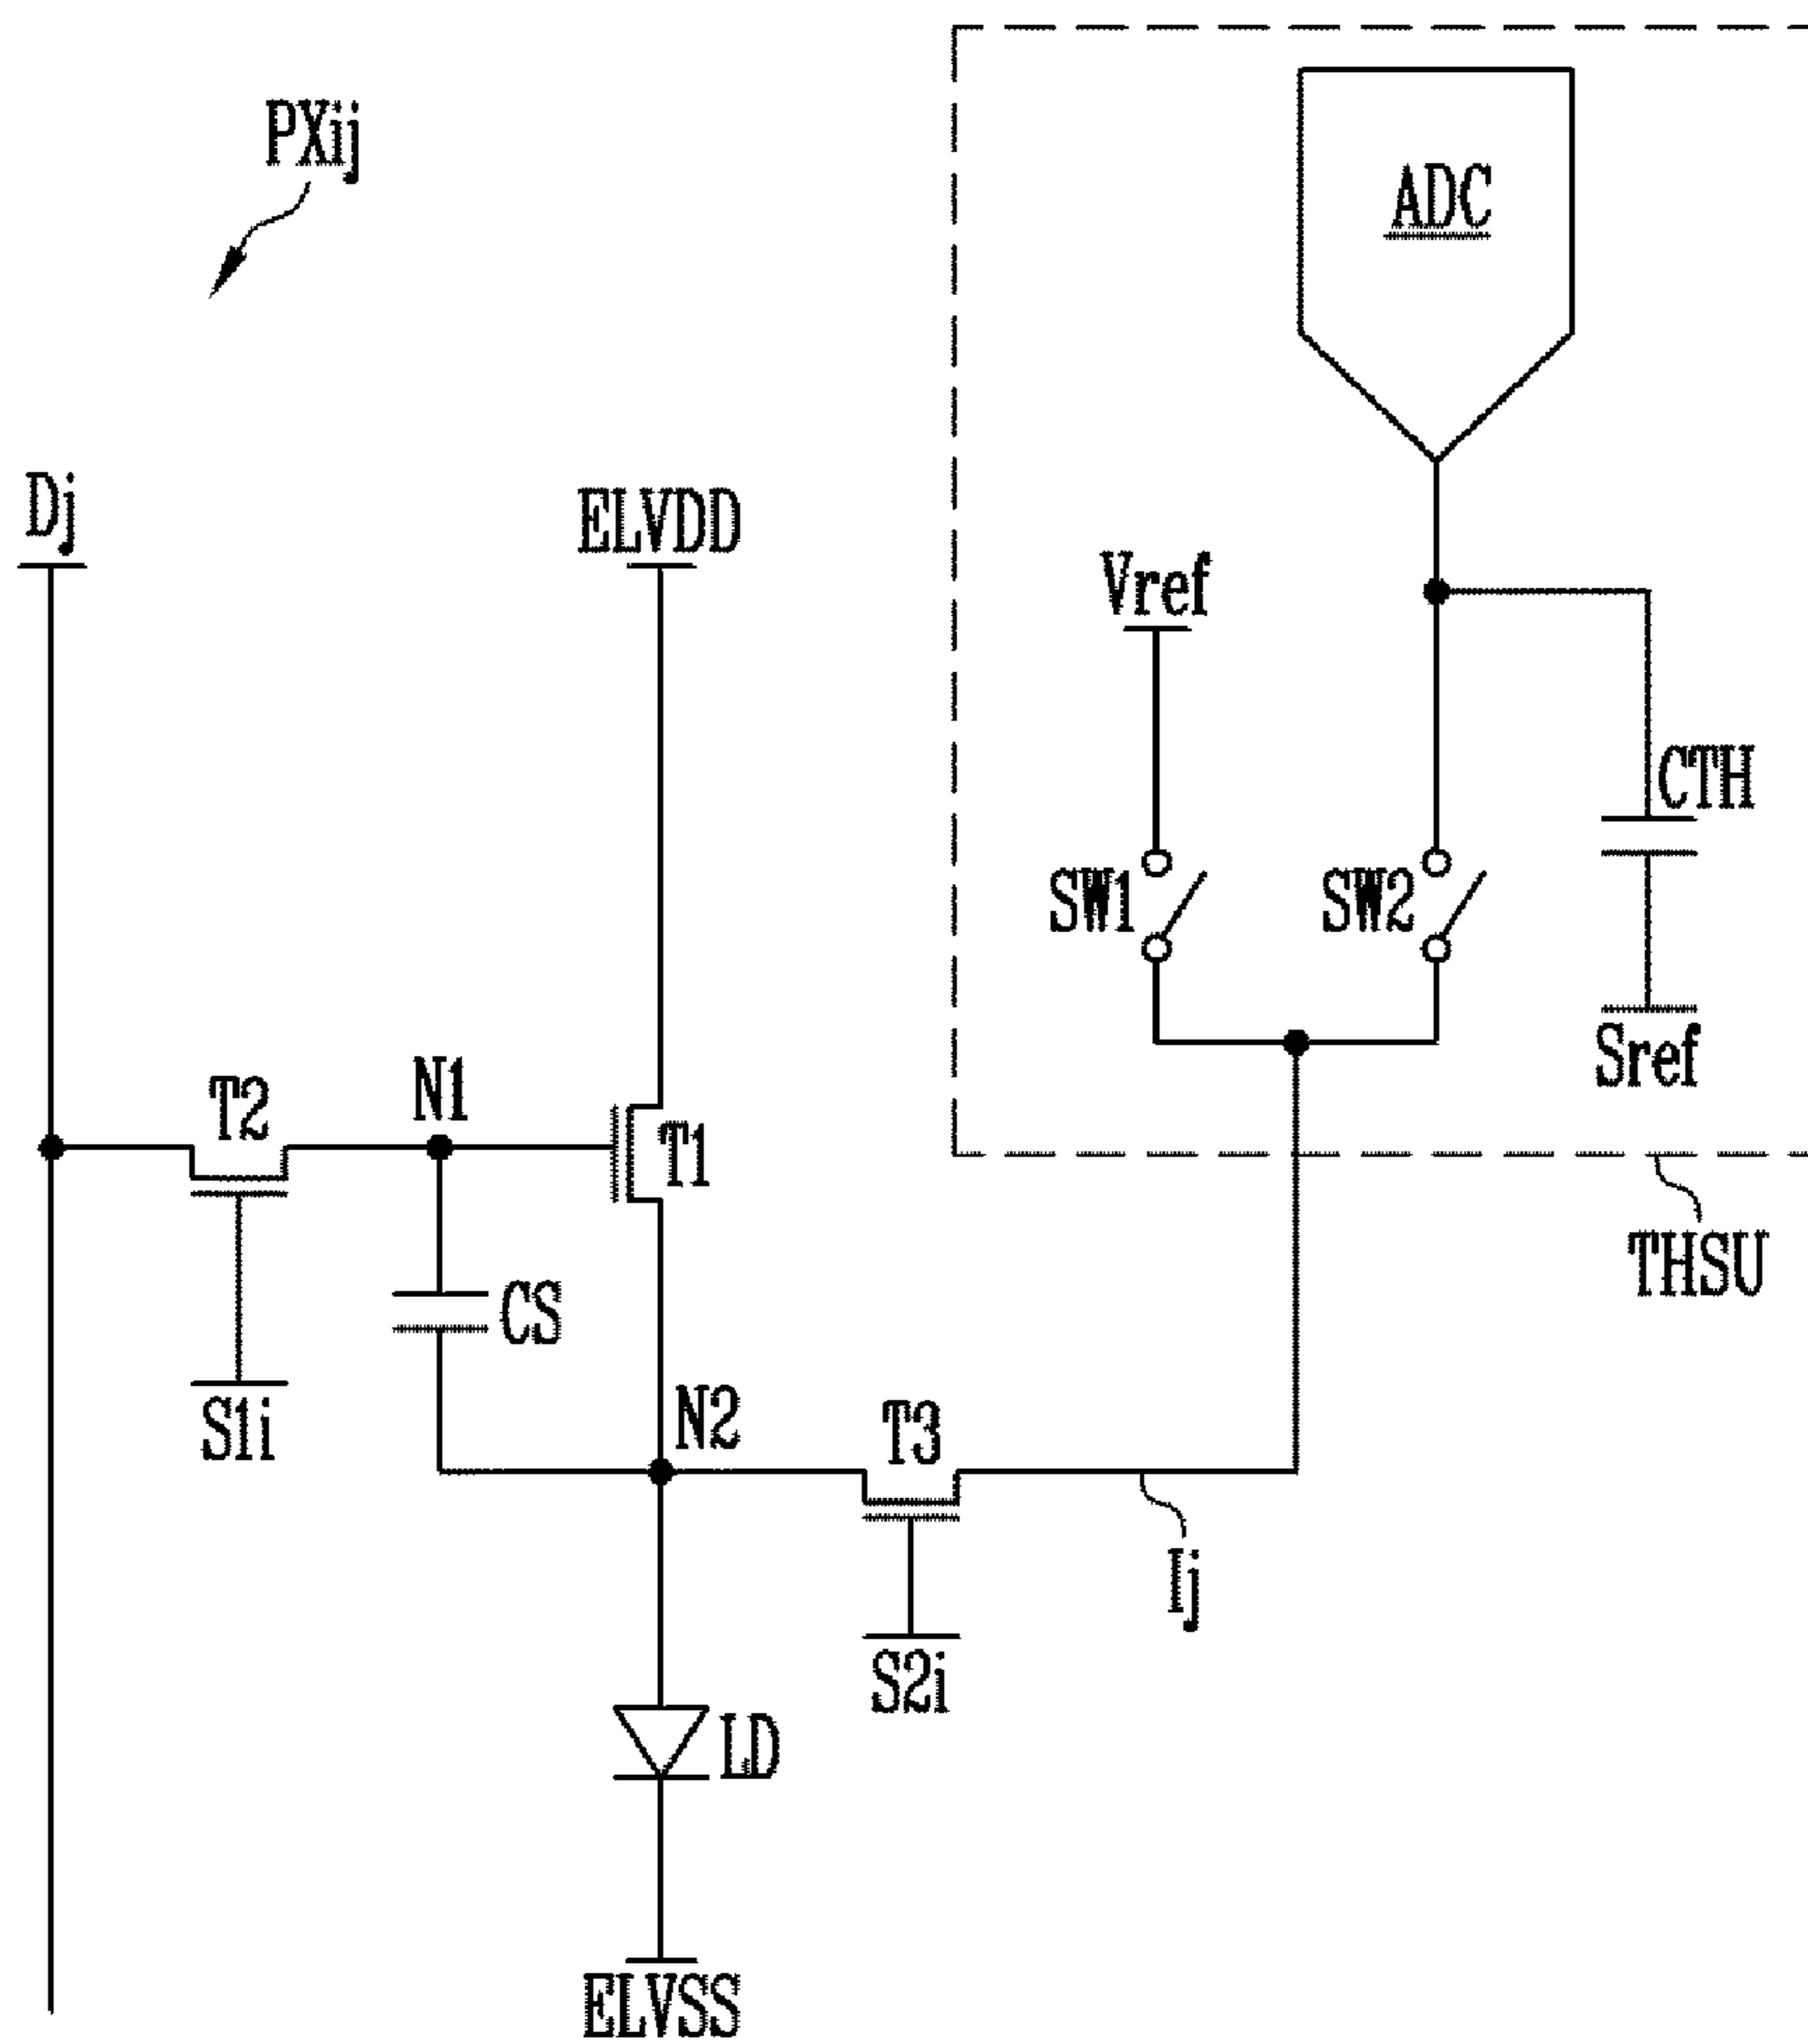 PXij
ADC
Dj
ELVDD
Vref
CTH
SW1
SW2
Sref
T2
N1
T1
THSU
CS
S1i
N2
T3
Ij
S2i
LD
ELVSS